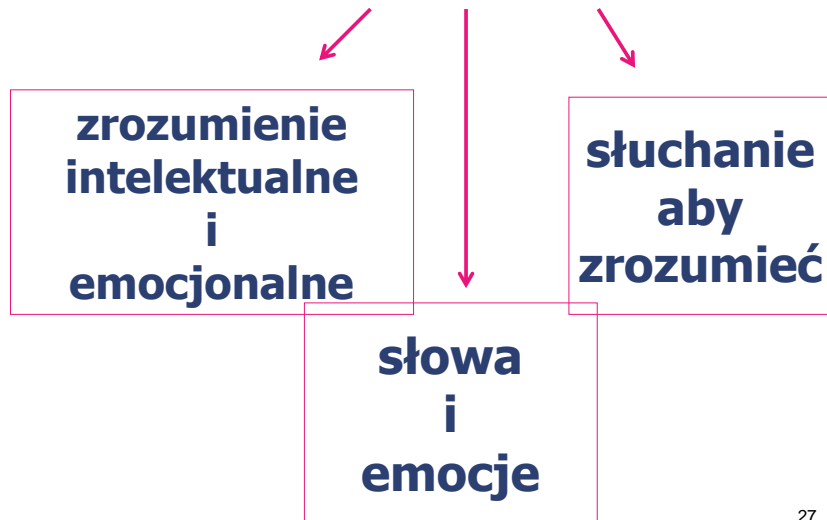 zrozumienie
intelektualne
i
emocjonalne
słuchanie
aby
zrozumieć
słowa
i
emocje
27